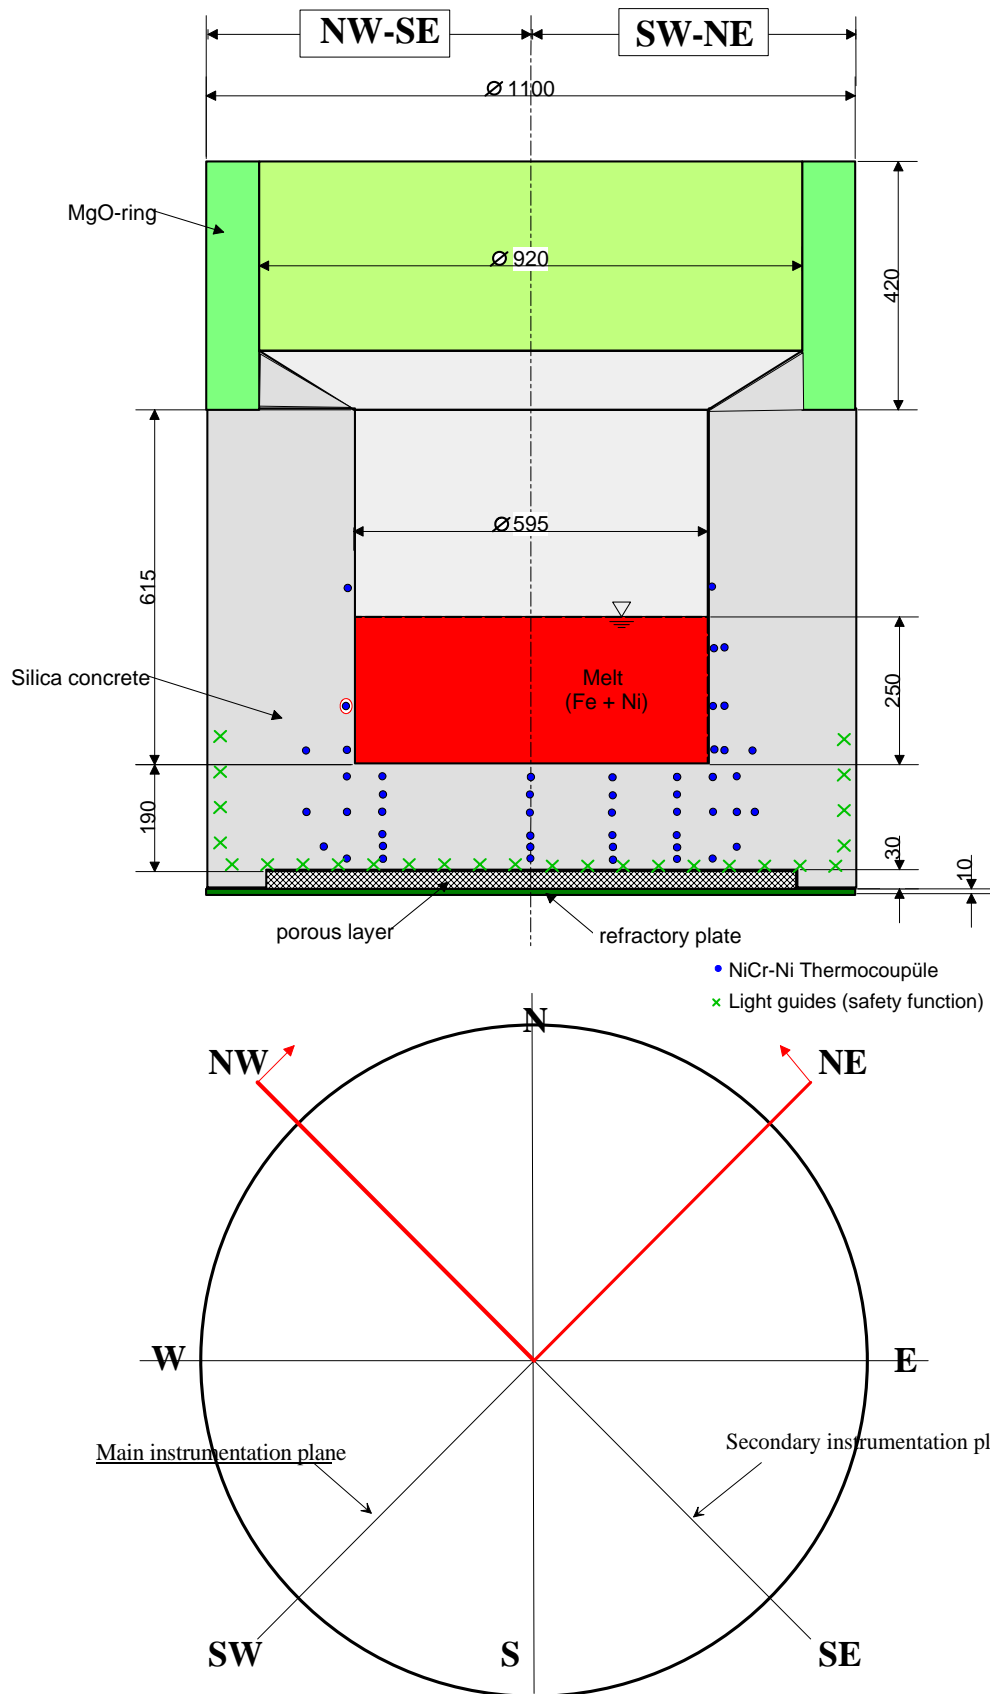 NW-SE
SW-NE
Ø 1100
MgO-ring
Ø 920
420
Ø 595
615
Silica concrete
Melt
(Fe + Ni)
250
190
30
10
porous layer
refractory plate
NiCr-Ni Thermocoupüle
Light guides (safety function)
N
NW
NE
W
E
Main instrumentation plane
Secondary instrumentation pl
SW
S
SE